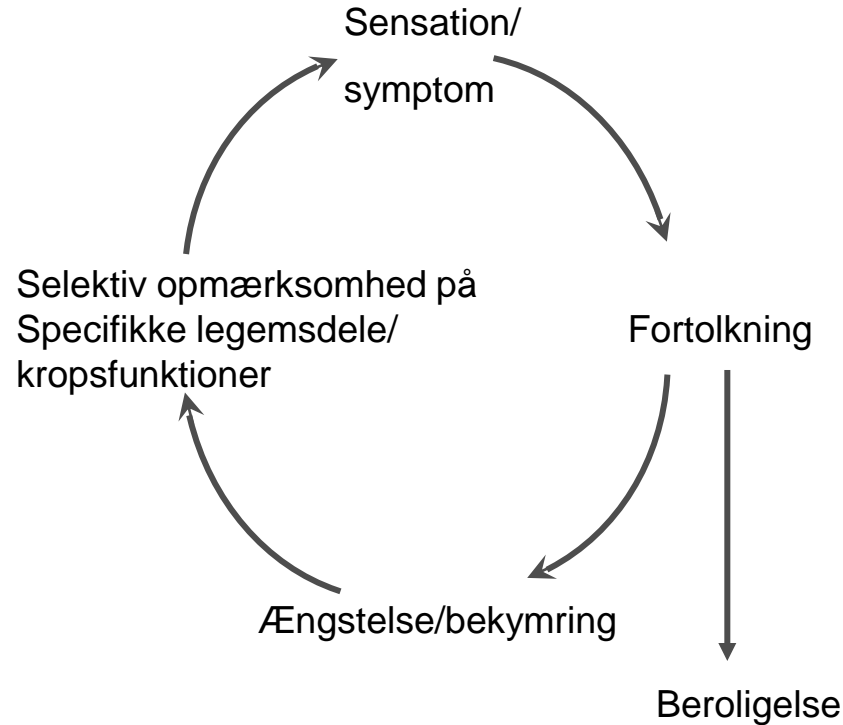 Sensation/
symptom
Selektiv opmærksomhed på
Specifikke legemsdele/
kropsfunktioner
Fortolkning
Ængstelse/bekymring
Beroligelse